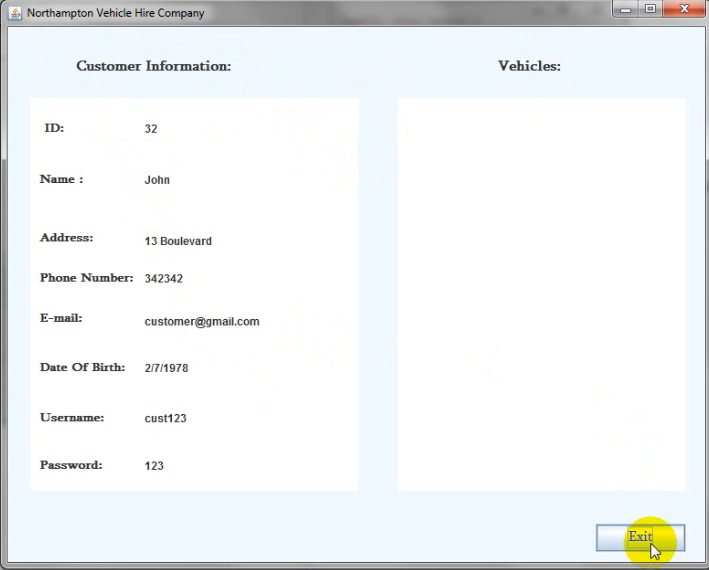 Northampton Vehicle Hire Company
Customer Information: Vehicles:
ID: 32
Name : John
Address: 13 Boulevard
Phone Number: 342342
E-mail: customer@gmail.com
Date Of Birth: 2/7/1978
Username: cust123
Password: 123
Exit